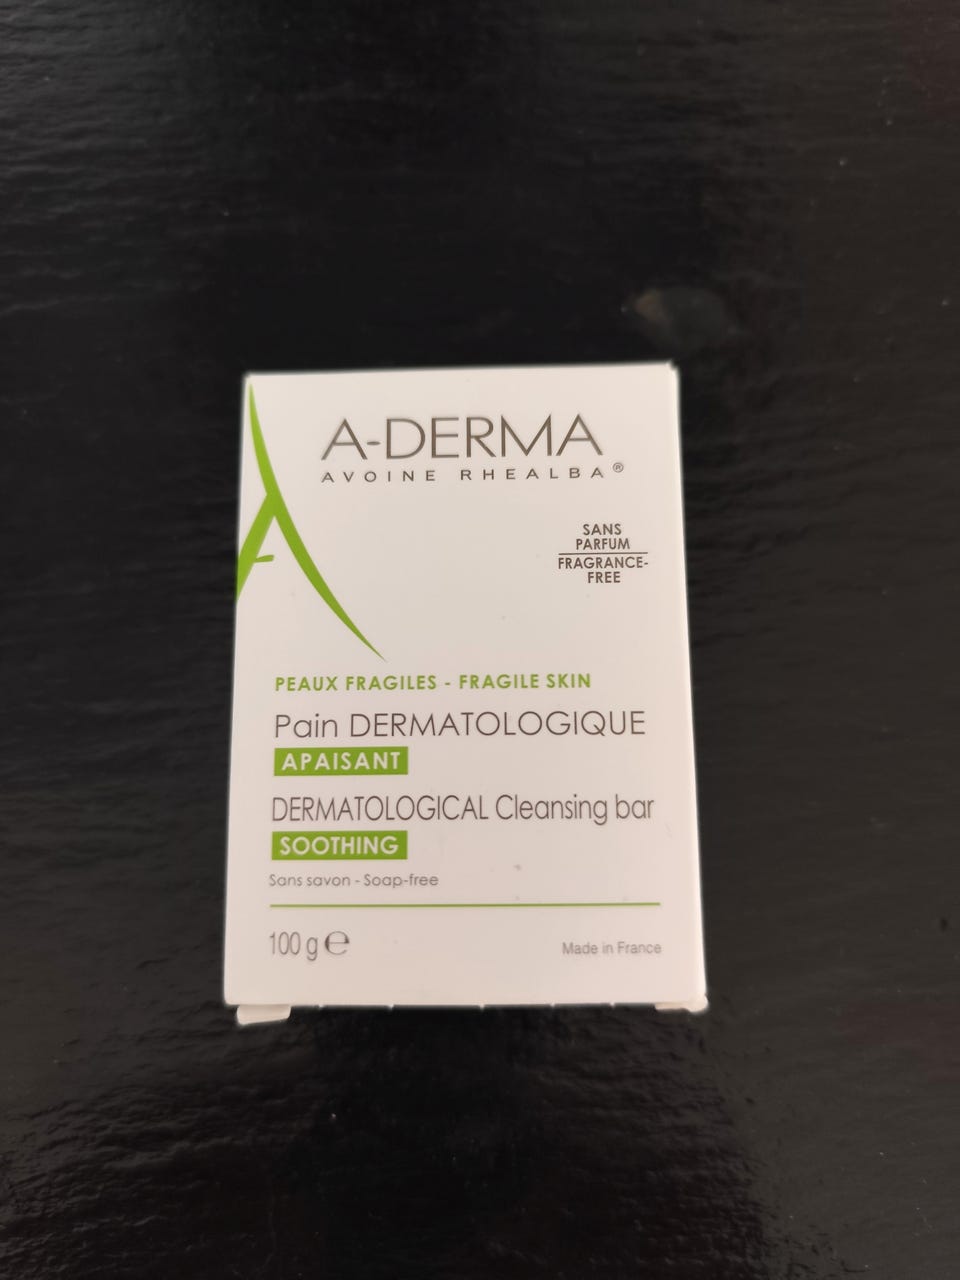 A-DERMA
AVOINE RHEALBA®
SANS
PARFUM
FRAGRANCE-
FREE
PEAUX FRAGILES - FRAGILE SKIN
Pain DERMATOLOGIQUE
APAISANT
DERMATOLOGICAL Cleansing bar
SOOTHING
Sans savon - Soap-free
100 g ℮
Made in France